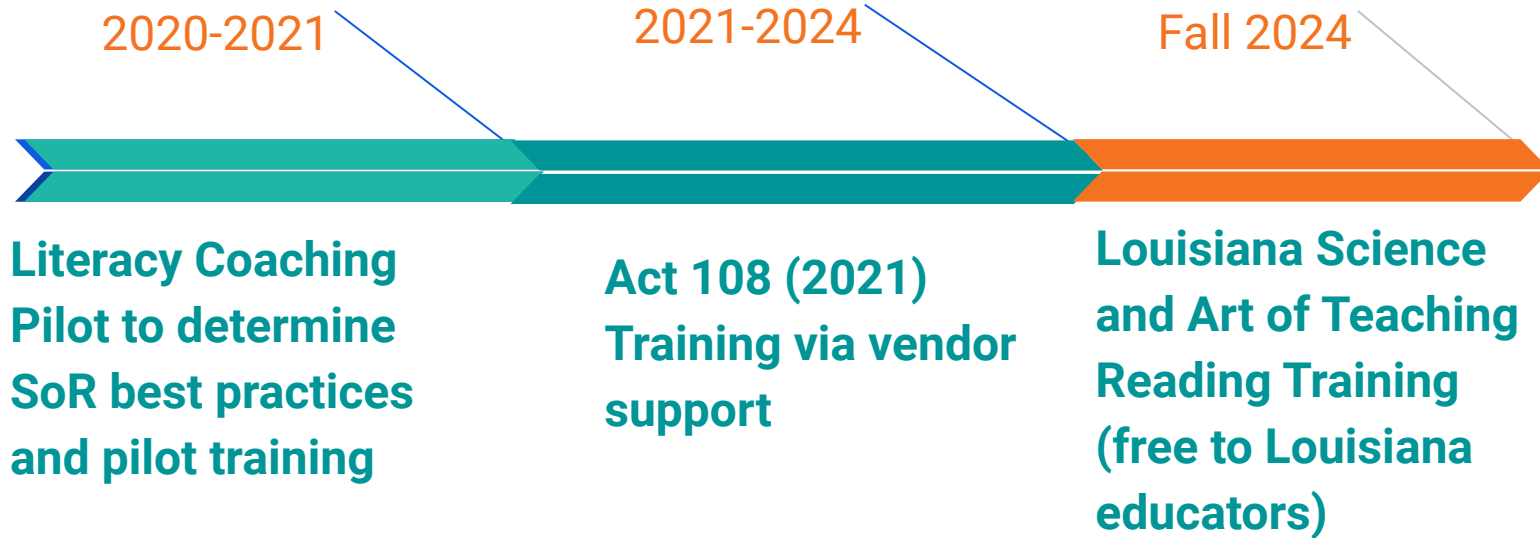 2020-2021
Literacy Coaching
Pilot to determine
SoR best practices
and pilot training
2021-2024
Act 108 (2021)
Training via vendor
support
Fall 2024
Louisiana Science
and Art of Teaching
Reading Training
(free to Louisiana
educators)